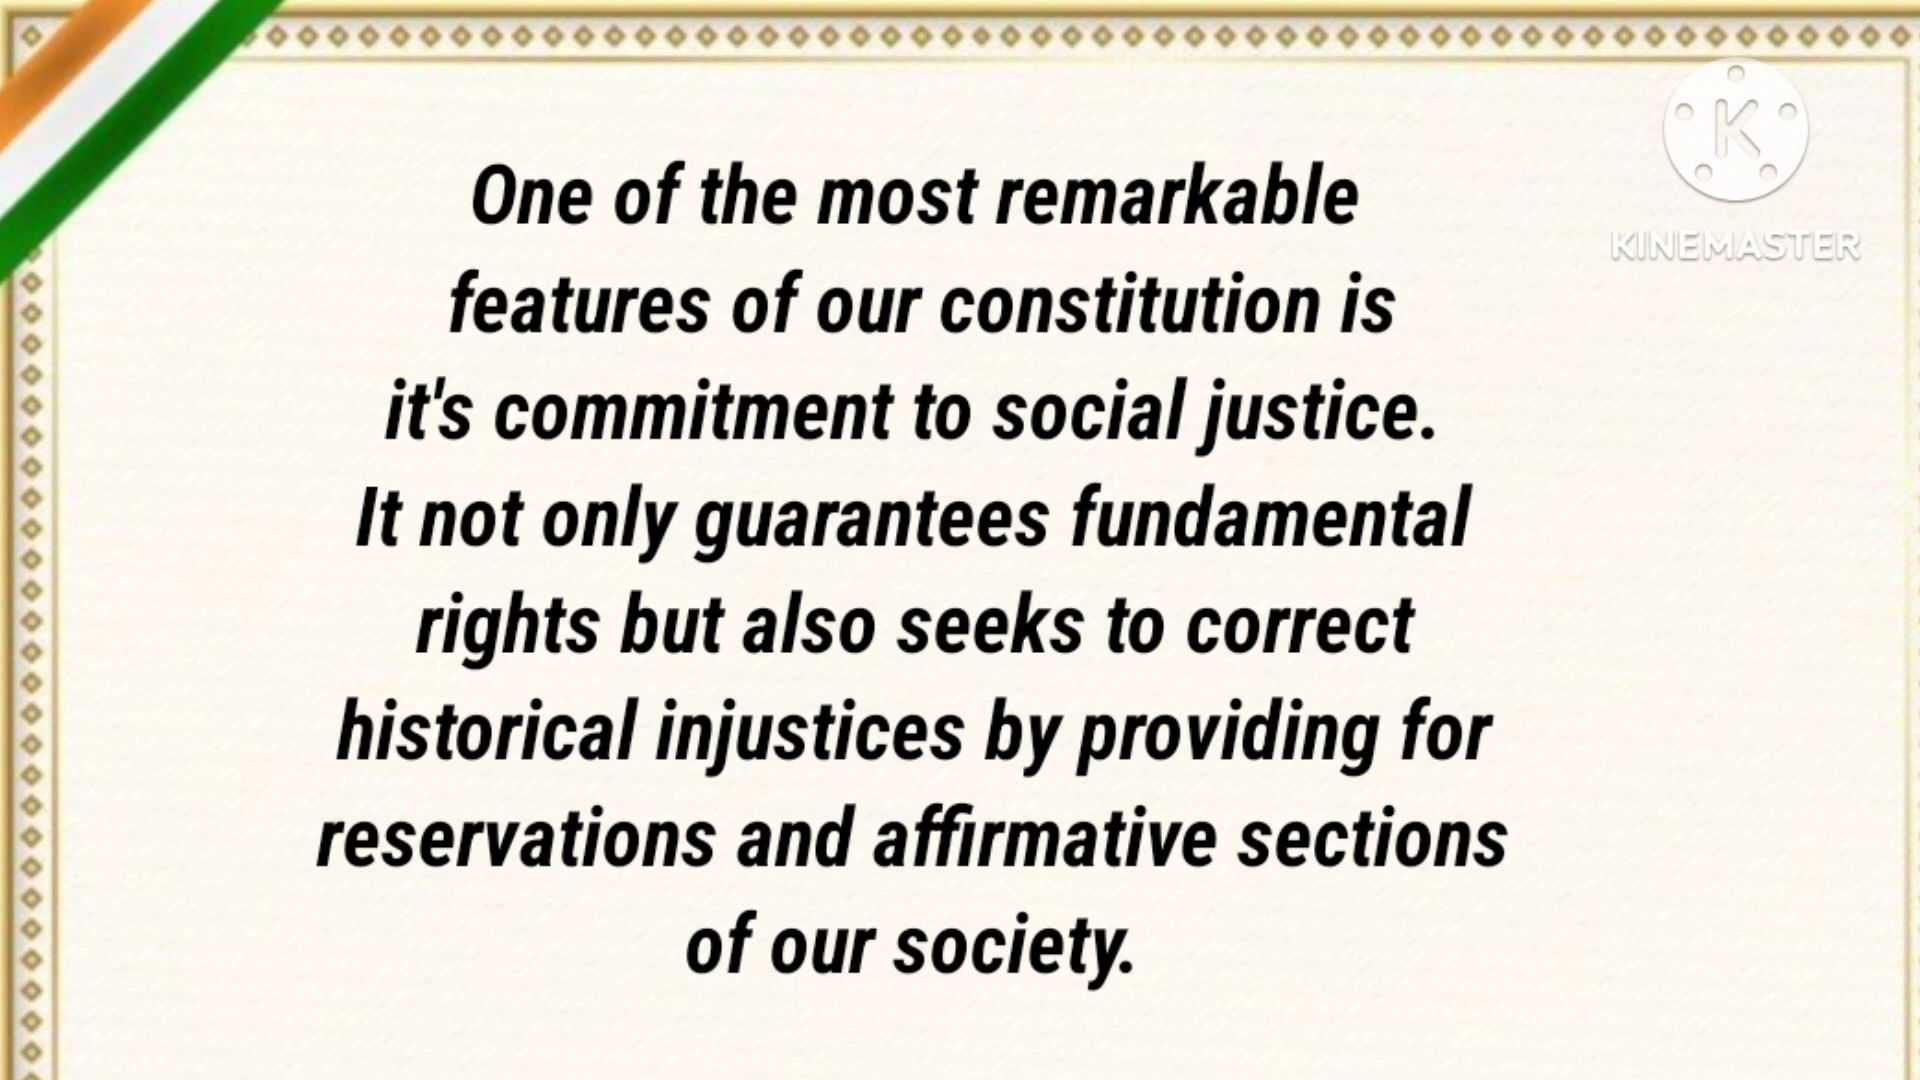 One of the most remarkable
features of our constitution is
it's commitment to social justice.
It not only guarantees fundamental
rights but also seeks to correct
historical injustices by providing for
reservations and affirmative sections
of our society.
K
KINEMASTER